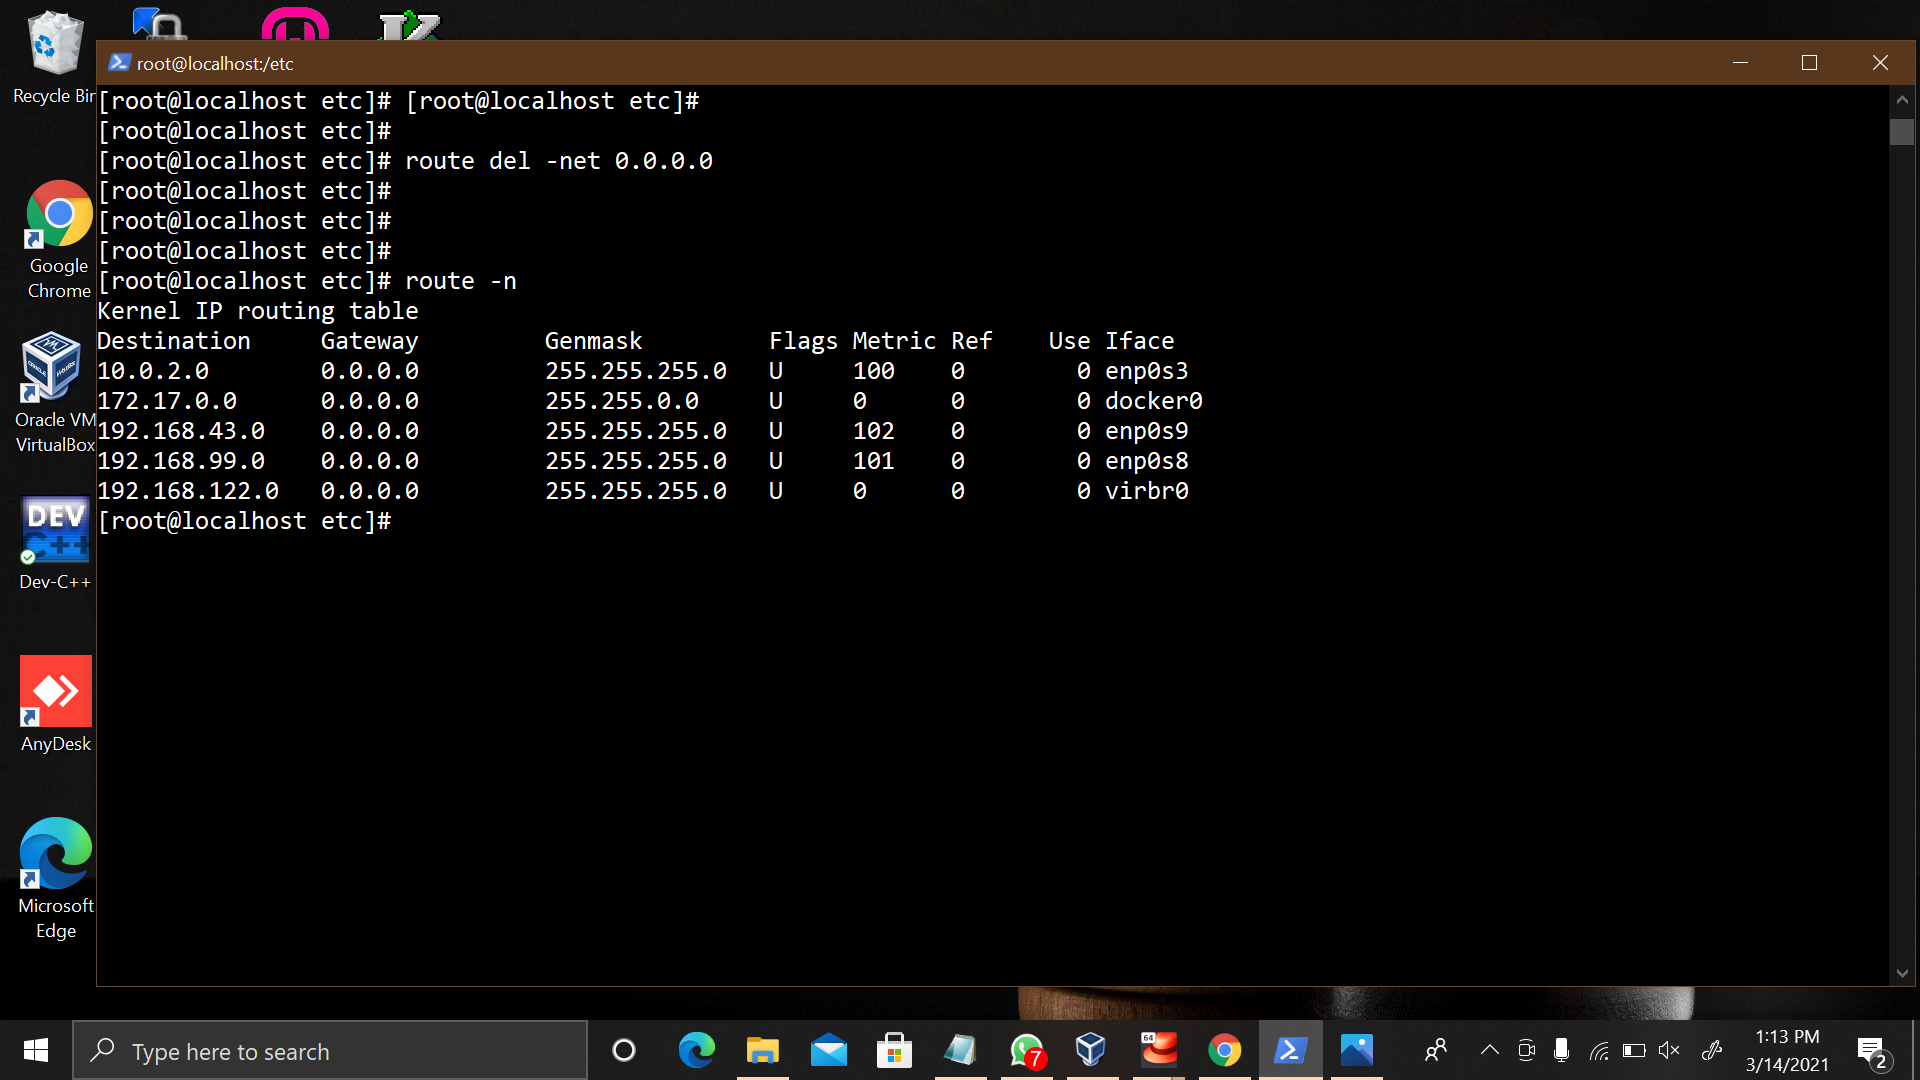 Recycle Bin
root@localhost:/etc
[root@localhost etc]# [root@localhost etc]#
[root@localhost etc]#
[root@localhost etc]# route del -net 0.0.0.0
[root@localhost etc]#
[root@localhost etc]#
[root@localhost etc]#
[root@localhost etc]# route -n
Kernel IP routing table
Destination     Gateway         Genmask         Flags Metric Ref    Use Iface
10.0.2.0        0.0.0.0         255.255.255.0   U     100    0        0 enp0s3
172.17.0.0      0.0.0.0         255.255.0.0     U     0      0        0 docker0
192.168.43.0    0.0.0.0         255.255.255.0   U     102    0        0 enp0s9
192.168.99.0    0.0.0.0         255.255.255.0   U     101    0        0 enp0s8
192.168.122.0   0.0.0.0         255.255.255.0   U     0      0        0 virbr0
[root@localhost etc]#
Google
Chrome
ORACLE
Oracle VM
VirtualBox
DEV
C++
Dev-C++
AnyDesk
Microsoft
Edge
Type here to search
7
64
1:13 PM
3/14/2021
2